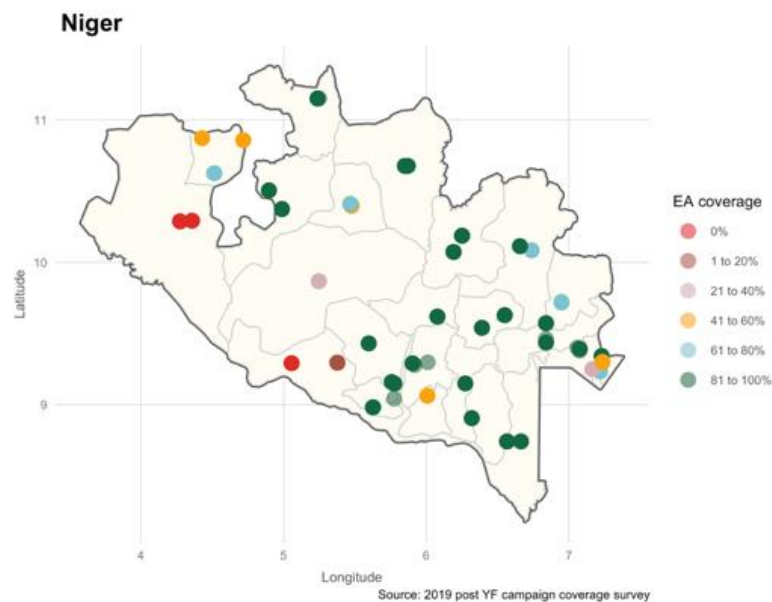 Niger
11
10
9
Latitude
4 5 6 7
Longitude
EA coverage
0%
1 to 20%
21 to 40%
41 to 60%
61 to 80%
81 to 100%
Source: 2019 post YF campaign coverage survey